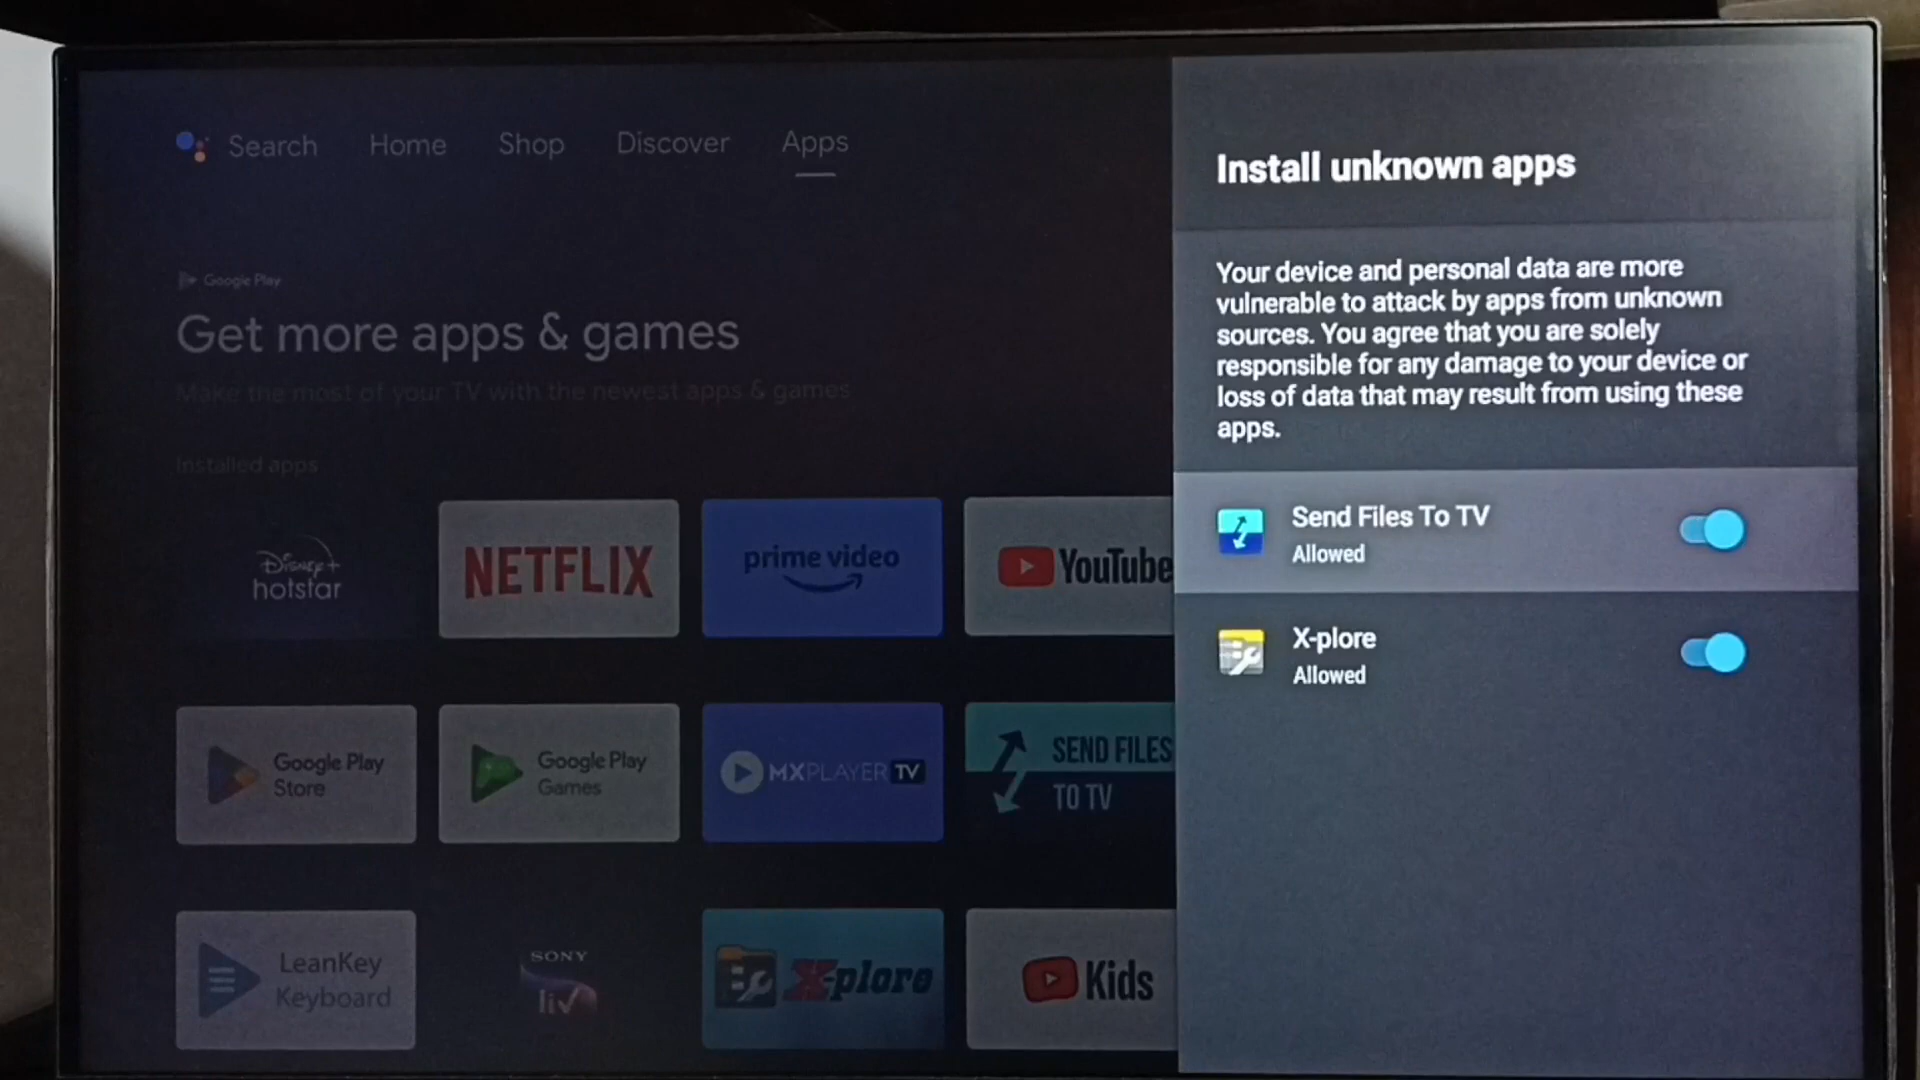 Search Home Shop Discover Apps
Google Play
Get more apps & games
Make the most of your TV with the newest apps & games
Installed apps
Disney+
hotstar
NETFLIX
prime video
YouTube
Google Play
Store
Google Play
Games
MXPLAYER TV
SEND FILES
TO TV
LeanKey
Keyboard
SONY
liv
X-plore
Kids
Install unknown apps
Your device and personal data are more
vulnerable to attack by apps from unknown
sources. You agree that you are solely
responsible for any damage to your device or
loss of data that may result from using these
apps.
Send Files To TV
Allowed
X-plore
Allowed